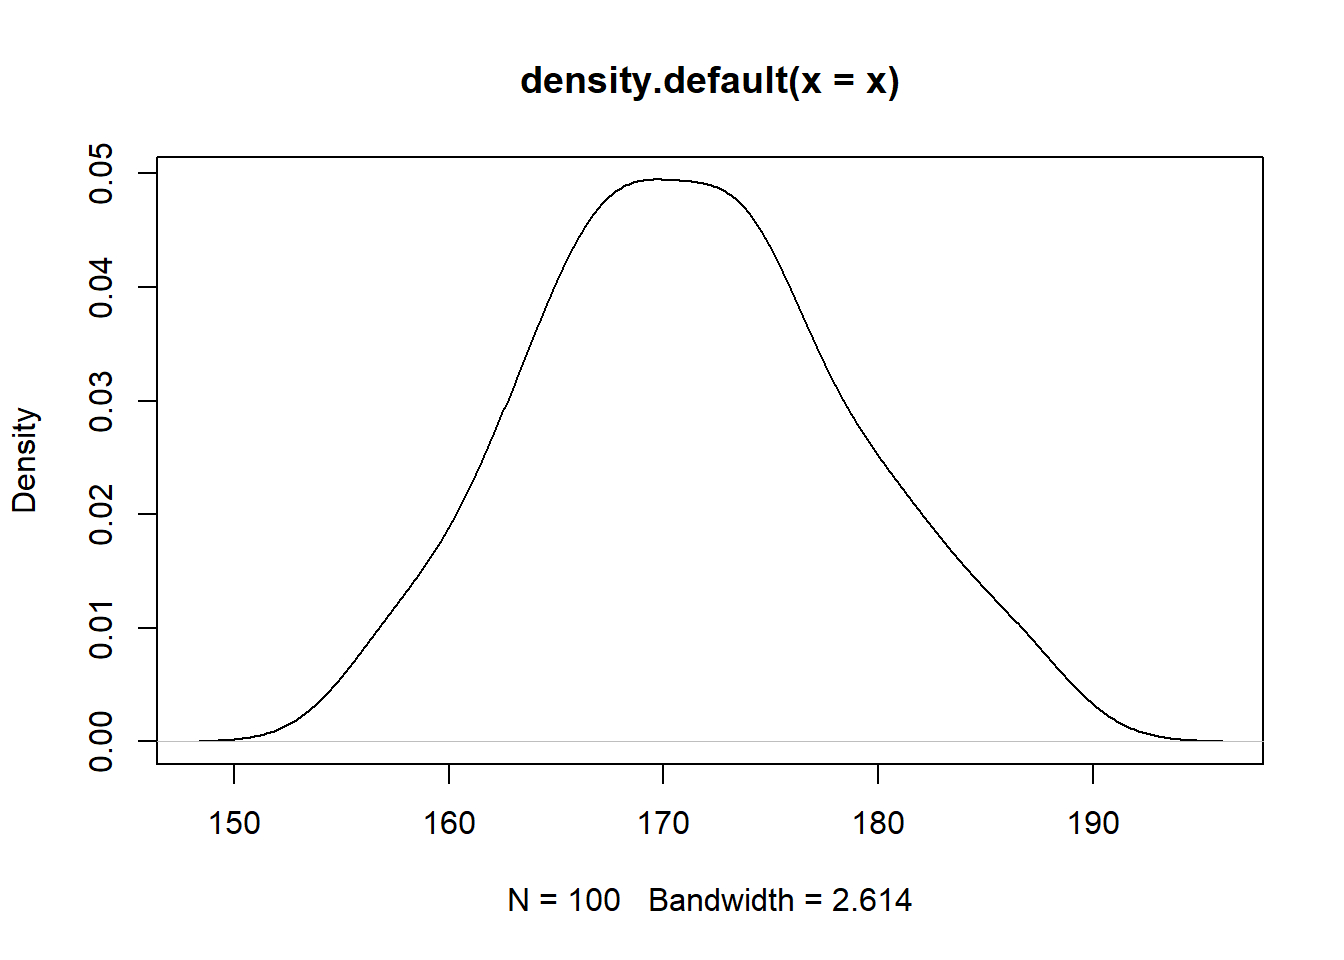 density.default(x = x)
Density
0.05
0.04
0.03
0.02
0.01
0.00
150 160 170 180 190
N = 100   Bandwidth = 2.614